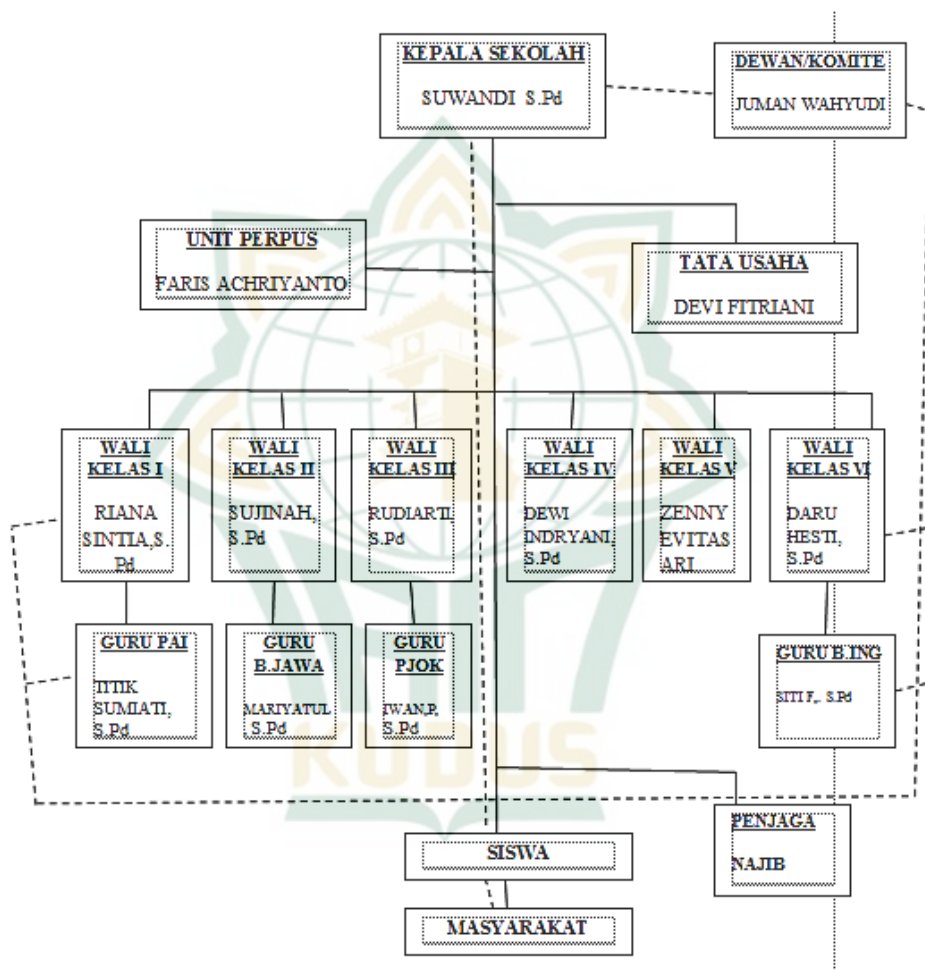 KEPALA SEKOLAH
SUWANDI S.Pd
DEWAN/KOMITE
JUMAN WAHYUDI
UNIT PERPUS
FARIS ACHRIYANTO
TATA USAHA
DEVI FITRIANI
WALI
KELAS I
RIANA
SINTIA,S.
Pd
WALI
KELAS II
SUJINAH,
S.Pd
WALI
KELAS III
RUDIARTI,
S.Pd
WALI
KELAS IV
DEWI
INDRYANI,
S.Pd
WALI
KELAS V
ZENNY
EVITAS
ARI
WALI
KELAS VI
DARU
HESTI,
S.Pd
GURU PAI
TITIK
SUMIATI,
S.Pd
GURU
B.JAWA
MARIYATUL
, S.Pd
GURU
PJOK
IWAN,P,
S.Pd
GURU B.ING
SITI F,. S.Pd
KUDUS
PENJAGA
NAJIB
SISWA
MASYARAKAT